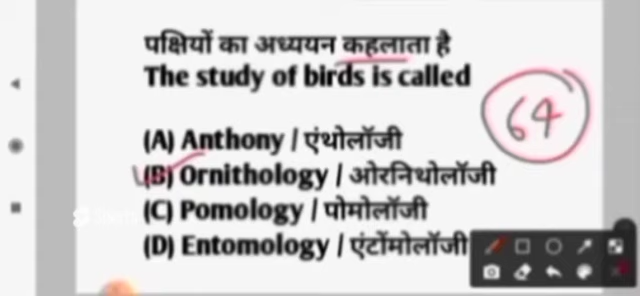 पक्षियों का अध्ययन कहलाता है
The study of birds is called
64
(A) Anthony / एंथोलॉजी
(B) Ornithology / ओरनिथोलॉजी
(C) Pomology / पोमोलॉजी
(D) Entomology / एंटोंमोलॉजी